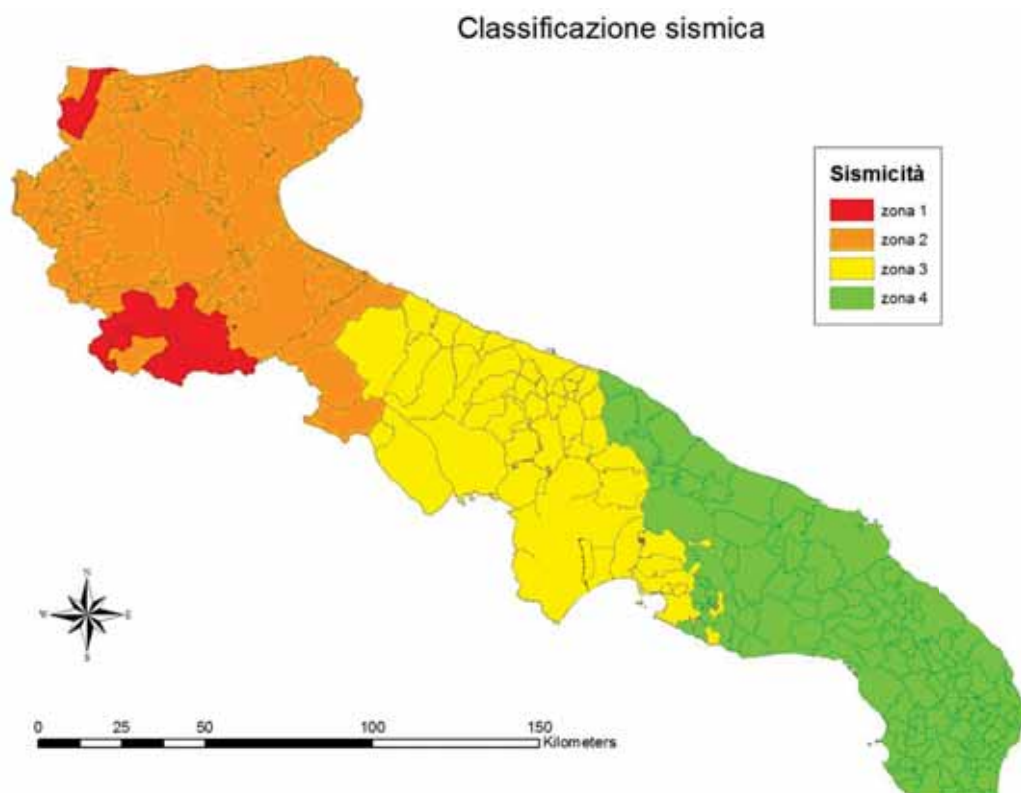 Classificazione sismica
Sismicità
zona 1
zona 2
zona 3
zona 4
N
W E
S
0 25 50 100 150
Kilometers